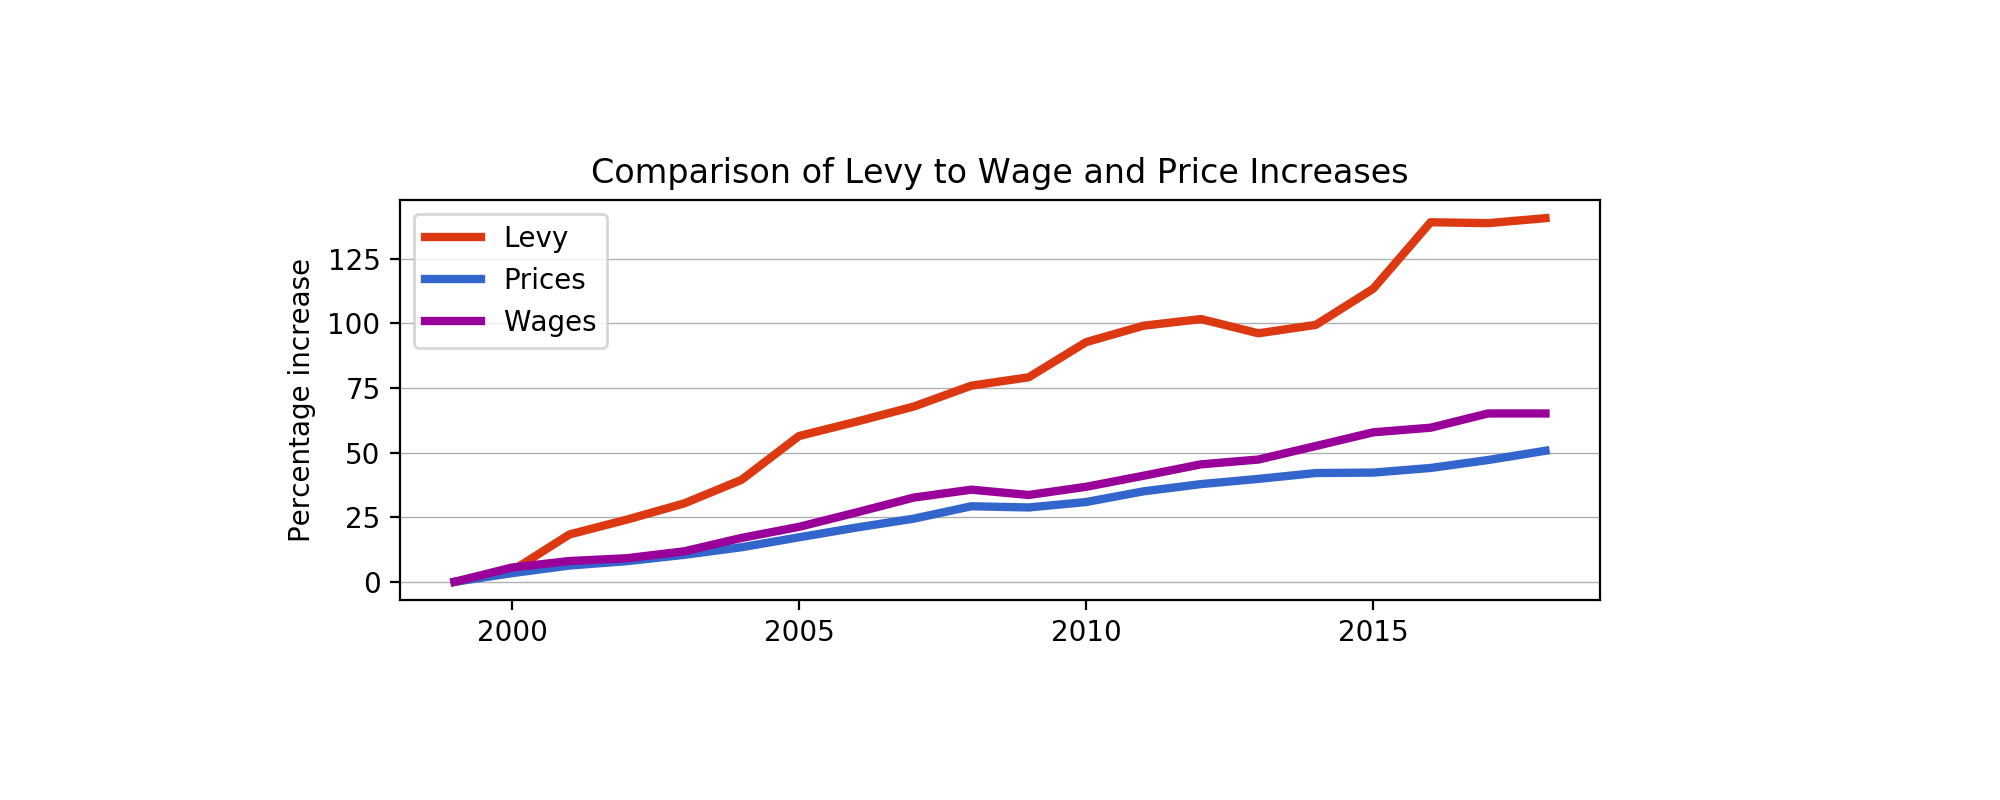 Comparison of Levy to Wage and Price Increases
Levy
Prices
Wages
Percentage increase
125
100
75
50
25
0
2000 2005 2010 2015